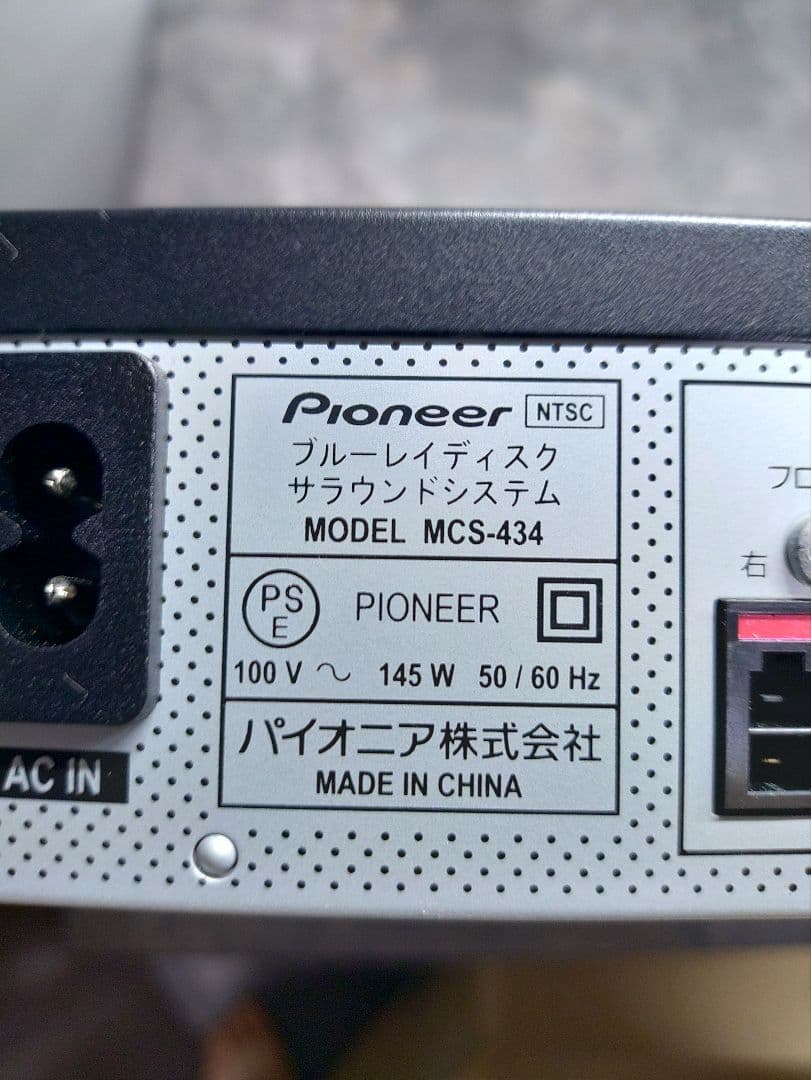 Pioneer NTSC
ブルーレイディスク
サラウンドシステム
MODEL MCS-434
PS E PIONEER
100 V ～ 145 W 50 / 60 Hz
パイオニア株式会社
MADE IN CHINA
AC IN
フロ
右